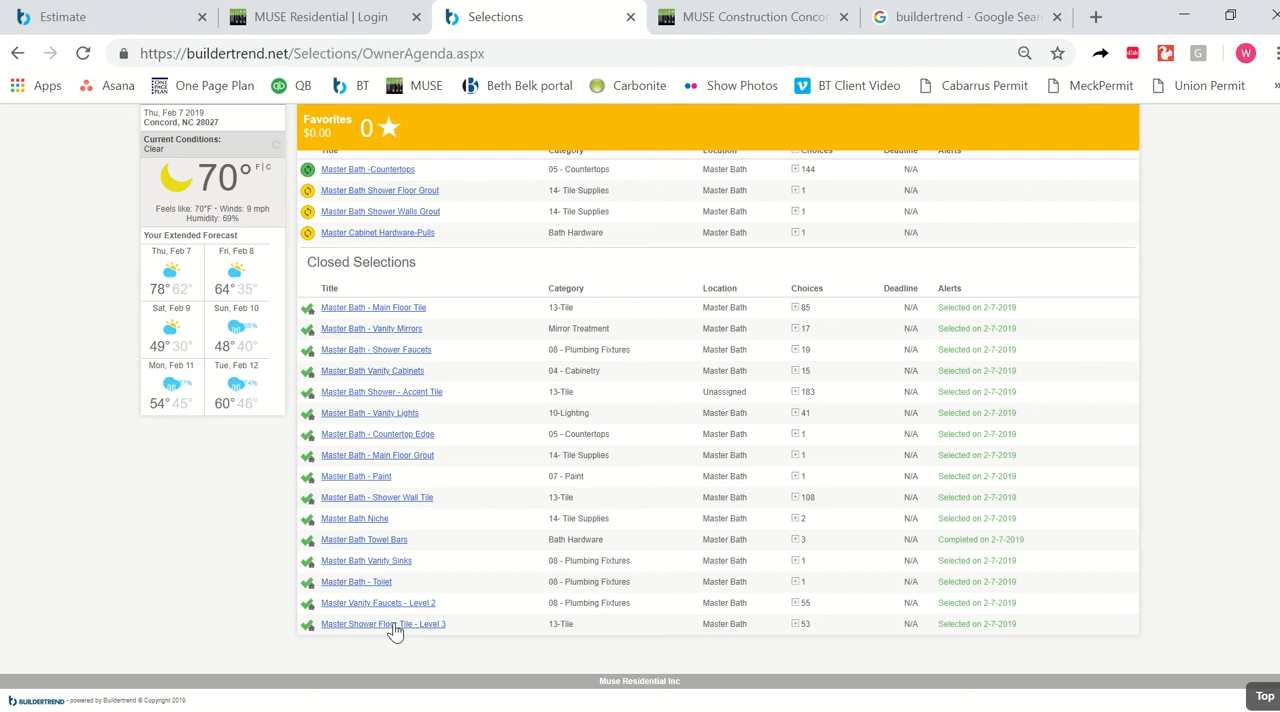 Estimate
MUSE Residential | Login
Selections
MUSE Construction Concor
buildertrend - Google Sear
https://buildertrend.net/Selections/OwnerAgenda.aspx
dish
G
W
Apps Asana One Page Plan QB BT MUSE Beth Belk portal Carbonite Show Photos BT Client Video Cabarrus Permit MeckPermit Union Permit »
Thu, Feb 7 2019
Concord, NC 28027
Current Conditions:
Clear
70° F | C
Feels like: 70°F • Winds: 9 mph
Humidity: 69%
Your Extended Forecast
Thu, Feb 7 Fri, Feb 8
78° 62° 64° 35°
Sat, Feb 9 Sun, Feb 10
49° 30° 48° 40°
Mon, Feb 11 Tue, Feb 12
54° 45° 60° 46°
Favorites
$0.00
0
Title Category Location Choices Deadline Alerts
Master Bath -Countertops 05 - Countertops Master Bath 144 N/A
Master Bath Shower Floor Grout 14- Tile Supplies Master Bath 1 N/A
Master Bath Shower Walls Grout 14- Tile Supplies Master Bath 1 N/A
Master Cabinet Hardware-Pulls Bath Hardware Master Bath 1 N/A
Closed Selections
Title Category Location Choices Deadline Alerts
Master Bath - Main Floor Tile 13-Tile Master Bath 85 N/A Selected on 2-7-2019
Master Bath - Vanity Mirrors Mirror Treatment Master Bath 17 N/A Selected on 2-7-2019
Master Bath - Shower Faucets 08 - Plumbing Fixtures Master Bath 19 N/A Selected on 2-7-2019
Master Bath Vanity Cabinets 04 - Cabinetry Master Bath 15 N/A Selected on 2-7-2019
Master Bath Shower - Accent Tile 13-Tile Unassigned 183 N/A Selected on 2-7-2019
Master Bath - Vanity Lights 10-Lighting Master Bath 41 N/A Selected on 2-7-2019
Master Bath - Countertop Edge 05 - Countertops Master Bath 1 N/A Selected on 2-7-2019
Master Bath - Main Floor Grout 14- Tile Supplies Master Bath 1 N/A Selected on 2-7-2019
Master Bath - Paint 07 - Paint Master Bath 1 N/A Selected on 2-7-2019
Master Bath - Shower Wall Tile 13-Tile Master Bath 108 N/A Selected on 2-7-2019
Master Bath Niche 14- Tile Supplies Master Bath 2 N/A Selected on 2-7-2019
Master Bath Towel Bars Bath Hardware Master Bath 3 N/A Completed on 2-7-2019
Master Bath Vanity Sinks 08 - Plumbing Fixtures Master Bath 1 N/A Selected on 2-7-2019
Master Bath - Toilet 08 - Plumbing Fixtures Master Bath 1 N/A Selected on 2-7-2019
Master Vanity Faucets - Level 2 08 - Plumbing Fixtures Master Bath 55 N/A Selected on 2-7-2019
Master Shower Floor Tile - Level 3 13-Tile Master Bath 53 N/A Selected on 2-7-2019
Muse Residential Inc
BUILDERTREND - powered by Buildertrend © Copyright 2019
Top